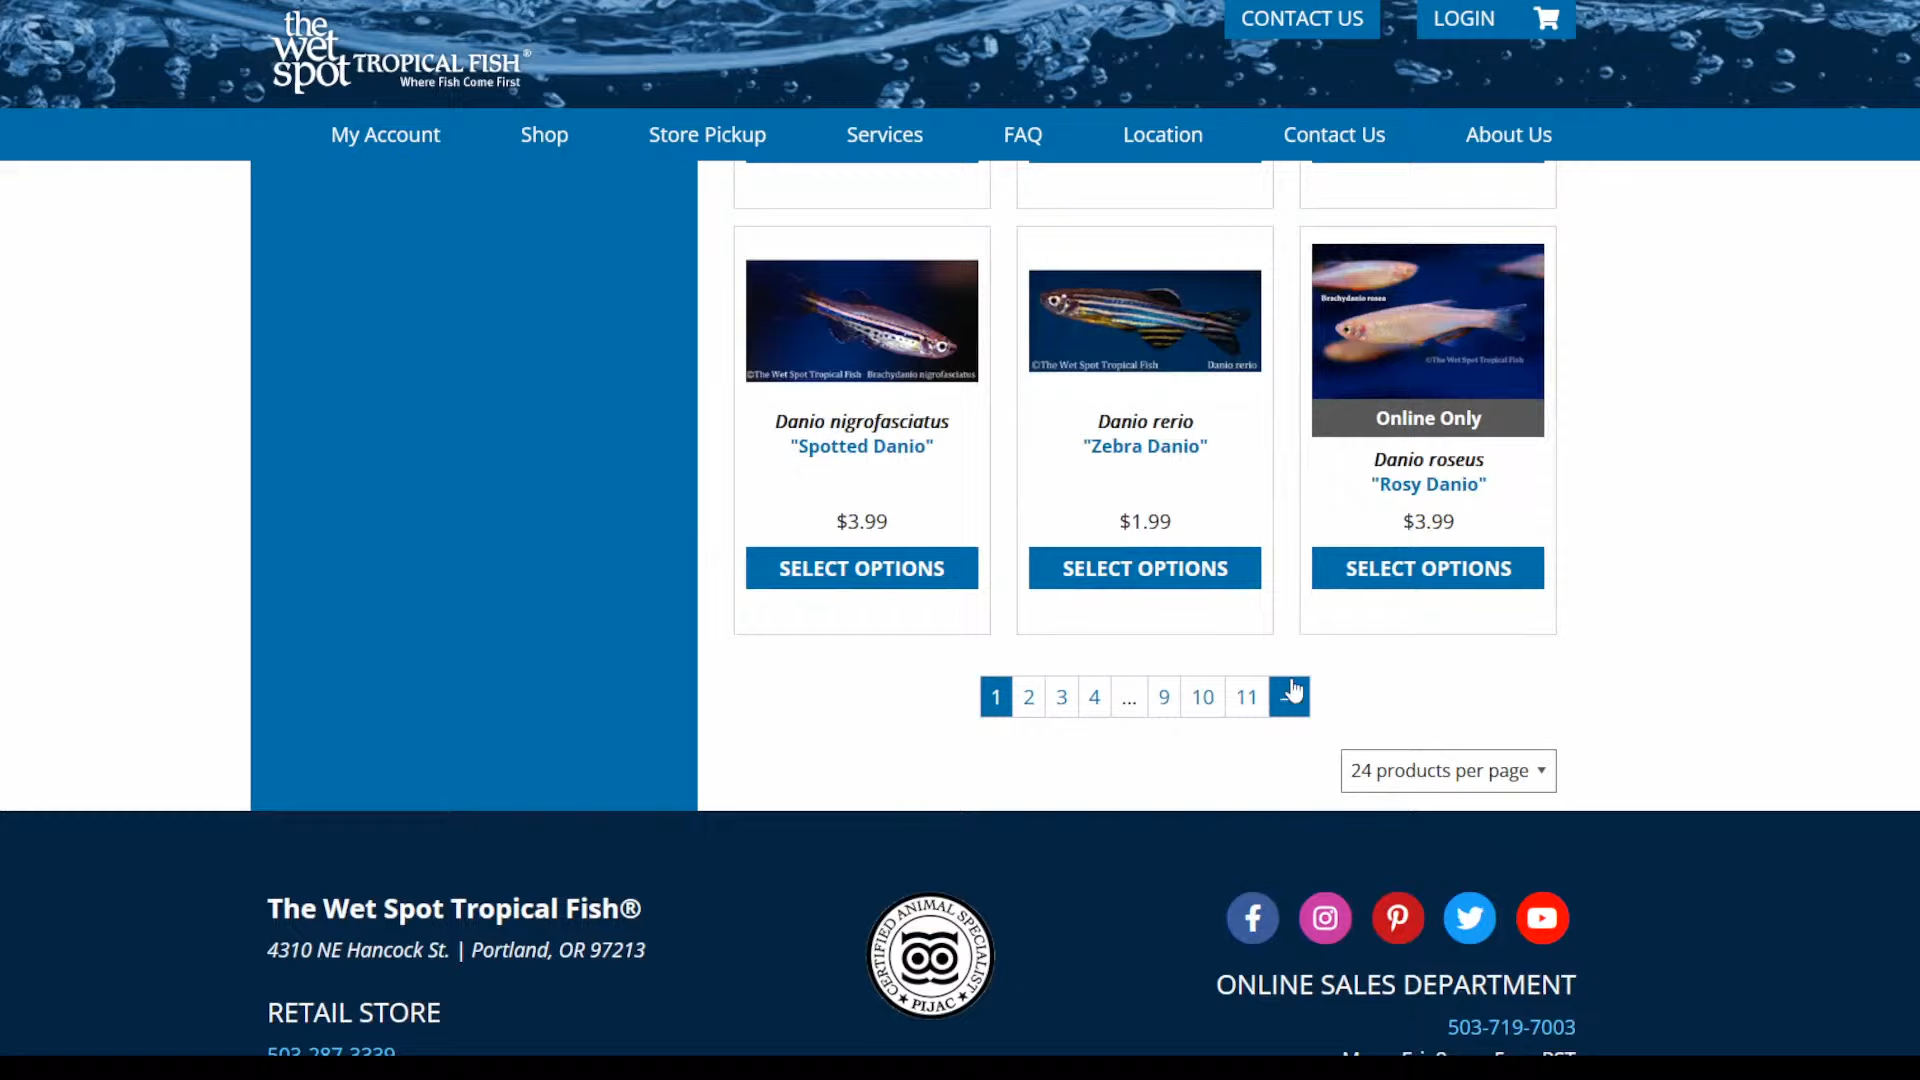 the
wet
spot TROPICAL FISH®
Where Fish Come First
CONTACT US
LOGIN
My Account
Shop
Store Pickup
Services
FAQ
Location
Contact Us
About Us
©The Wet Spot Tropical Fish Brachydanio nigrofasciatus
©The Wet Spot Tropical Fish Danio rerio
Brachydanio rosea
©The Wet Spot Tropical Fish
Online Only
Danio nigrofasciatus
"Spotted Danio"
$3.99
SELECT OPTIONS
Danio rerio
"Zebra Danio"
$1.99
SELECT OPTIONS
Danio roseus
"Rosy Danio"
$3.99
SELECT OPTIONS
1 2 3 4 ... 9 10 11
24 products per page
The Wet Spot Tropical Fish®
4310 NE Hancock St. | Portland, OR 97213
RETAIL STORE
503-287-3339
CERTIFIED ANIMAL SPECIALIST
PIJAC
ONLINE SALES DEPARTMENT
503-719-7003